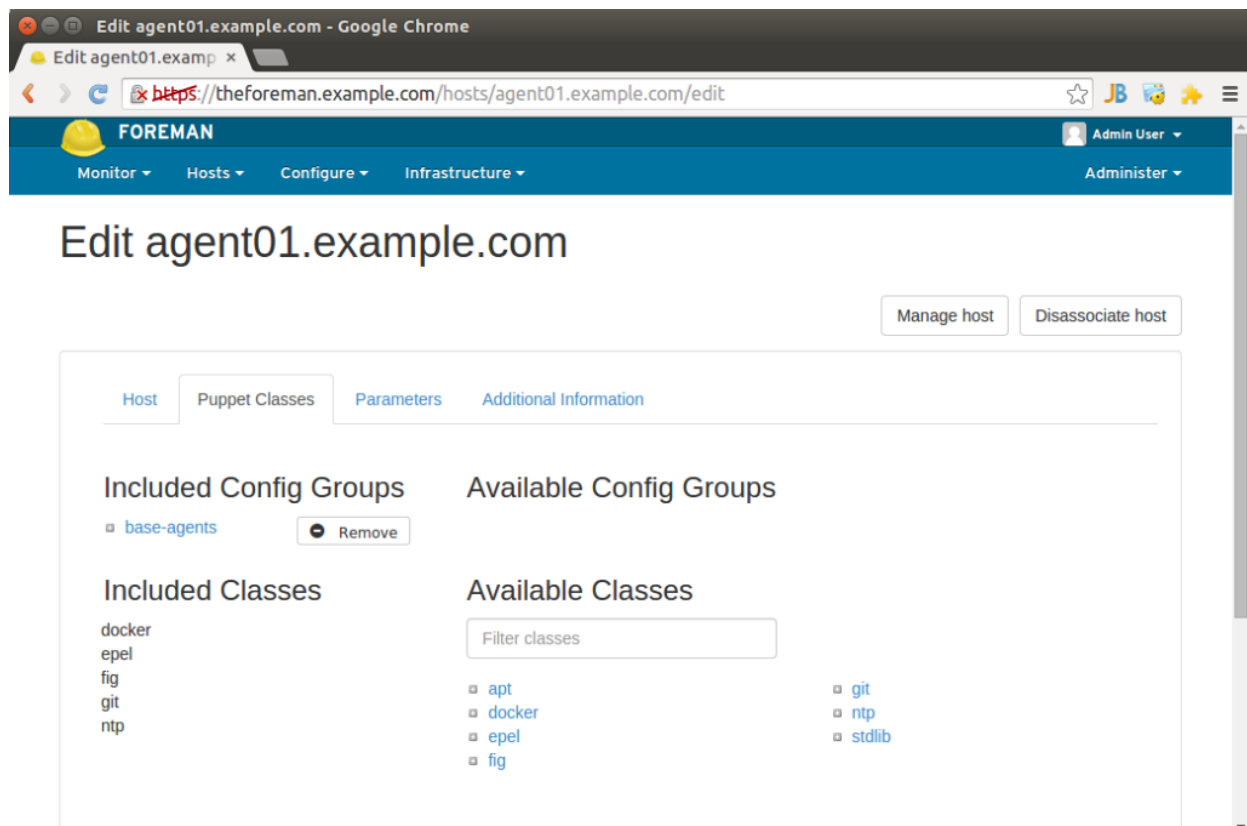 Edit agent01.example.com - Google Chrome
Edit agent01.examp ×
https://theforeman.example.com/hosts/agent01.example.com/edit
JB
FOREMAN
Admin User
Monitor Hosts Configure Infrastructure
Administer
Edit agent01.example.com
Manage host Disassociate host
Host Puppet Classes Parameters Additional Information
Included Config Groups
Available Config Groups
base-agents
Remove
Included Classes
docker
epel
fig
git
ntp
Available Classes
Filter classes
apt
docker
epel
fig
git
ntp
stdlib